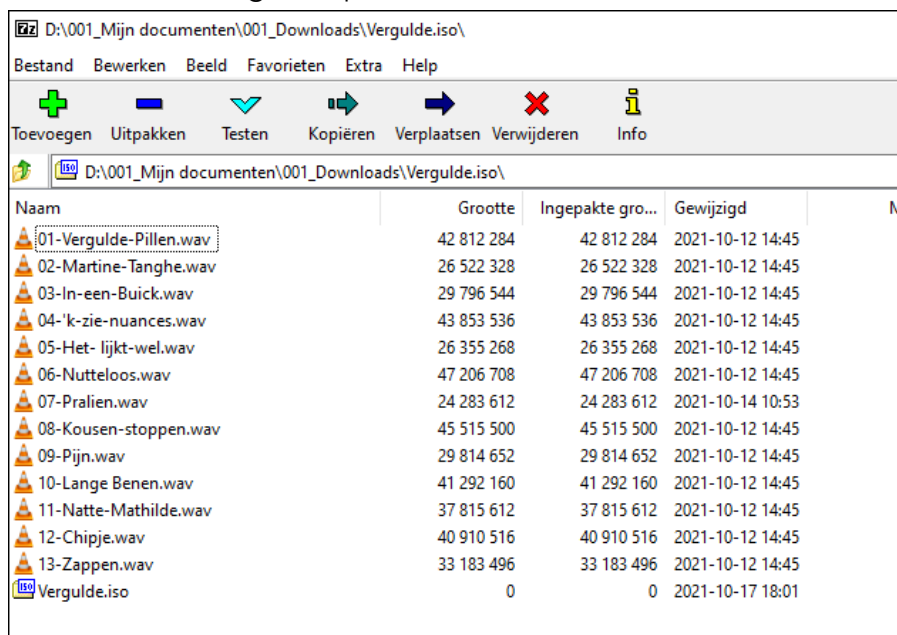 7z D:\001_Mijn documenten\001_Downloads\Vergulde.iso\
Bestand Bewerken Beeld Favorieten Extra Help
Toevoegen Uitpakken Testen Kopiëren Verplaatsen Verwijderen Info
ISO D:\001_Mijn documenten\001_Downloads\Vergulde.iso\
Naam Grootte Ingepakte gro... Gewijzigd
01-Vergulde-Pillen.wav 42 812 284 42 812 284 2021-10-12 14:45
02-Martine-Tanghe.wav 26 522 328 26 522 328 2021-10-12 14:45
03-In-een-Buick.wav 29 796 544 29 796 544 2021-10-12 14:45
04-'k-zie-nuances.wav 43 853 536 43 853 536 2021-10-12 14:45
05-Het- lijkt-wel.wav 26 355 268 26 355 268 2021-10-12 14:45
06-Nutteloos.wav 47 206 708 47 206 708 2021-10-12 14:45
07-Pralien.wav 24 283 612 24 283 612 2021-10-14 10:53
08-Kousen-stoppen.wav 45 515 500 45 515 500 2021-10-12 14:45
09-Pijn.wav 29 814 652 29 814 652 2021-10-12 14:45
10-Lange Benen.wav 41 292 160 41 292 160 2021-10-12 14:45
11-Natte-Mathilde.wav 37 815 612 37 815 612 2021-10-12 14:45
12-Chipje.wav 40 910 516 40 910 516 2021-10-12 14:45
13-Zappen.wav 33 183 496 33 183 496 2021-10-12 14:45
ISO Vergulde.iso 0 0 2021-10-17 18:01